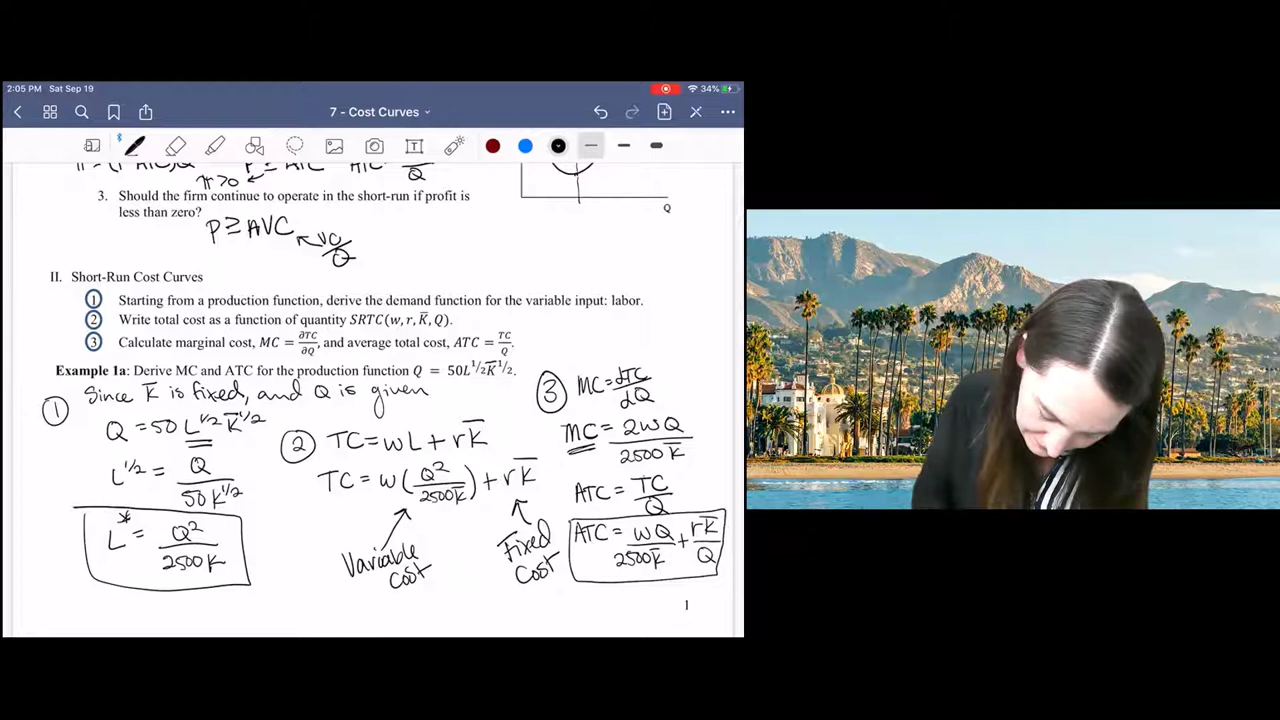 2:05 PM Sat Sep 19
34%
7 - Cost Curves
T
π>0
Q
3. Should the firm continue to operate in the short-run if profit is
less than zero?
P≥AVC
VC/Q
Q
II. Short-Run Cost Curves
1 Starting from a production function, derive the demand function for the variable input: labor.
2 Write total cost as a function of quantity SRTC(w, r, K̅, Q).
3 Calculate marginal cost, MC = ∂TC/∂Q, and average total cost, ATC = TC/Q.
Example 1a: Derive MC and ATC for the production function Q = 50L^1/2 K̅^1/2.
Since K̅ is fixed, and Q is given
1
Q = 50 L^1/2 K̅^1/2
L^1/2 = Q/50K^1/2
L* = Q²/2500K
2 TC = wL + rK̅
TC = w(Q²/2500K̅) + rK̅
Variable
cost
Fixed
cost
3 MC = dTC/dQ
MC = 2wQ/2500K̅
ATC = TC/Q
ATC = wQ/2500K̅ + rK̅/Q
1